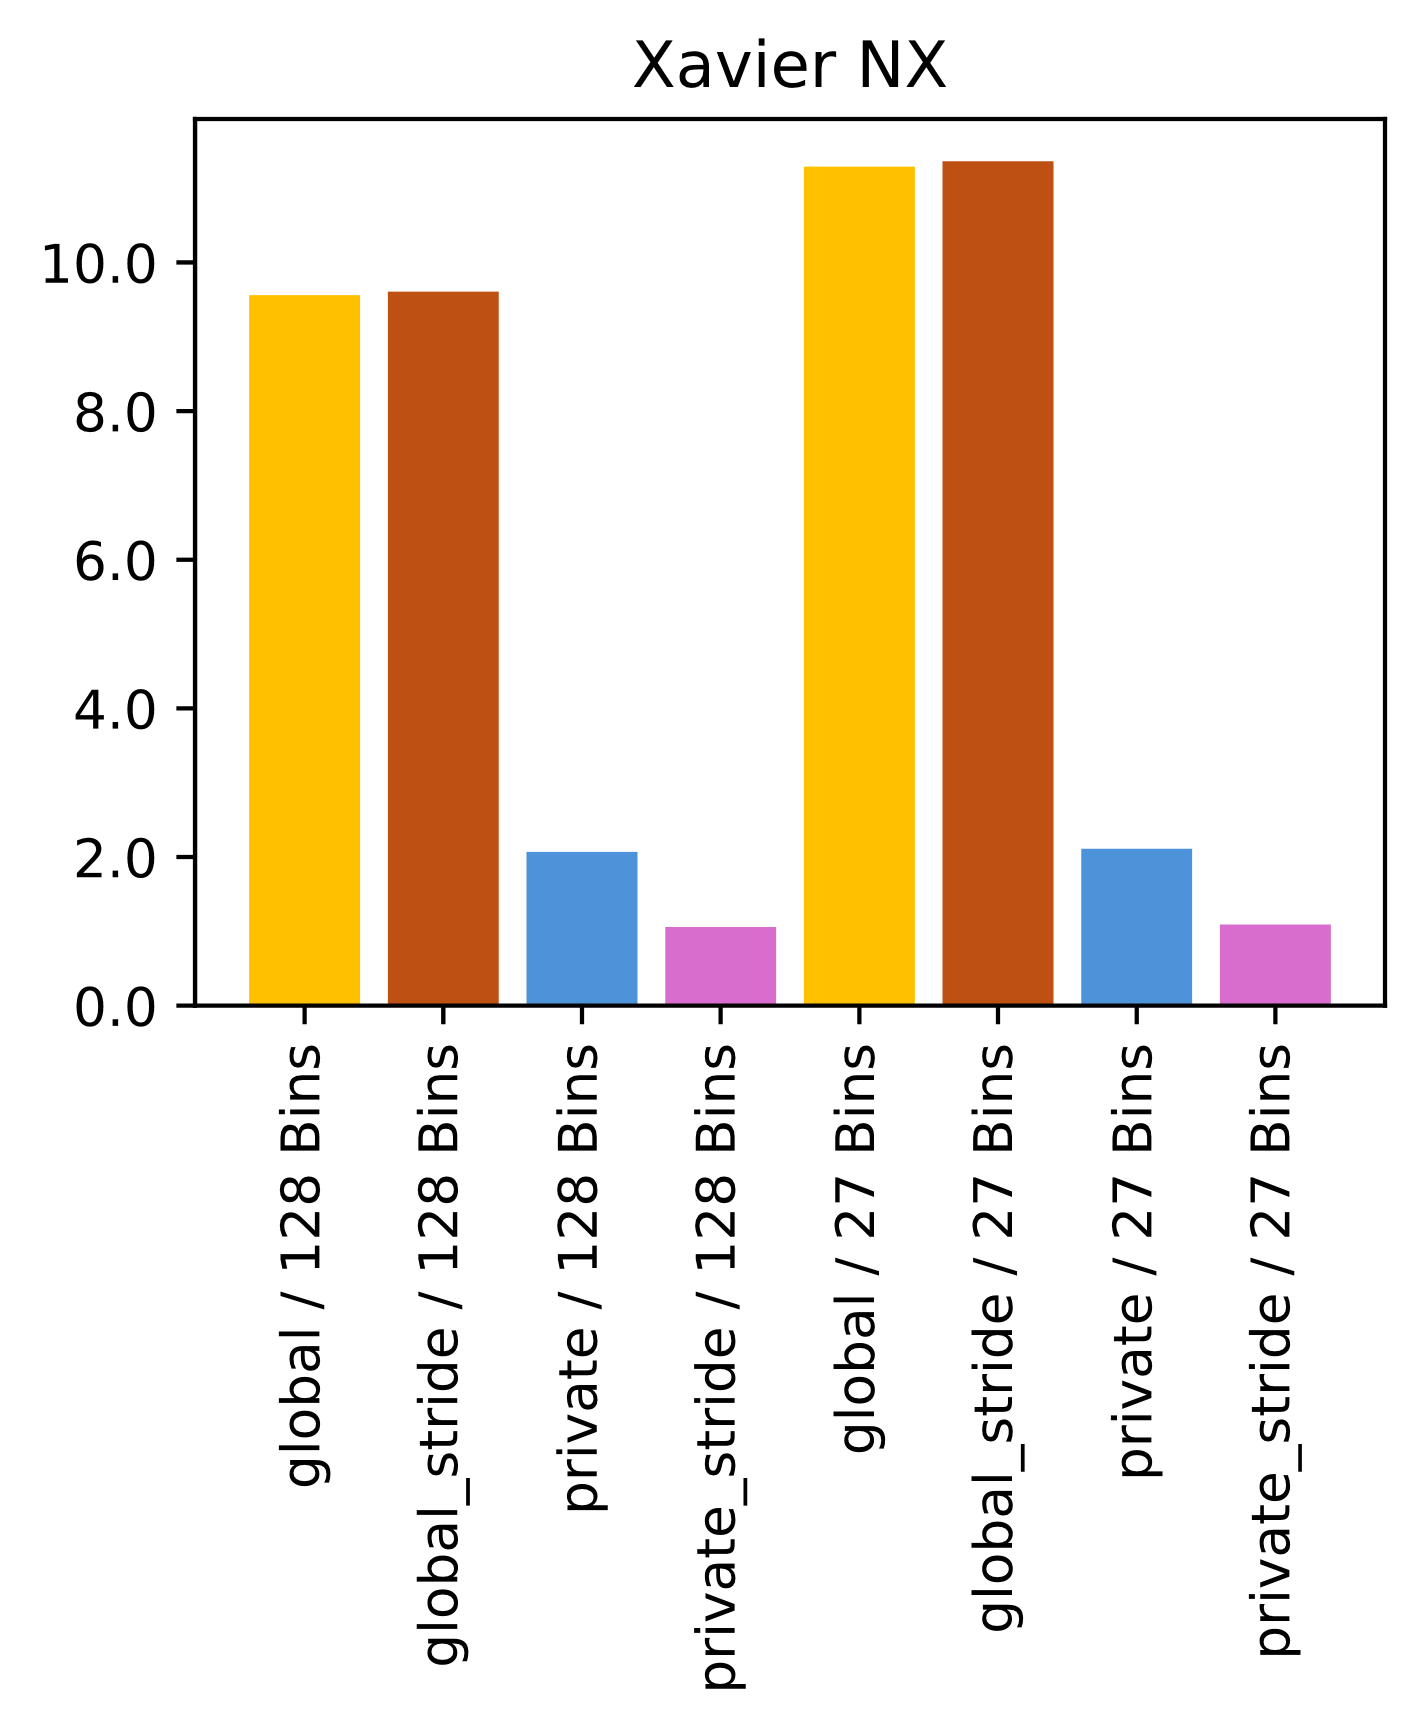 Xavier NX
10.0
8.0
6.0
4.0
2.0
0.0
global / 128 Bins
global_stride / 128 Bins
private / 128 Bins
private_stride / 128 Bins
global / 27 Bins
global_stride / 27 Bins
private / 27 Bins
private_stride / 27 Bins